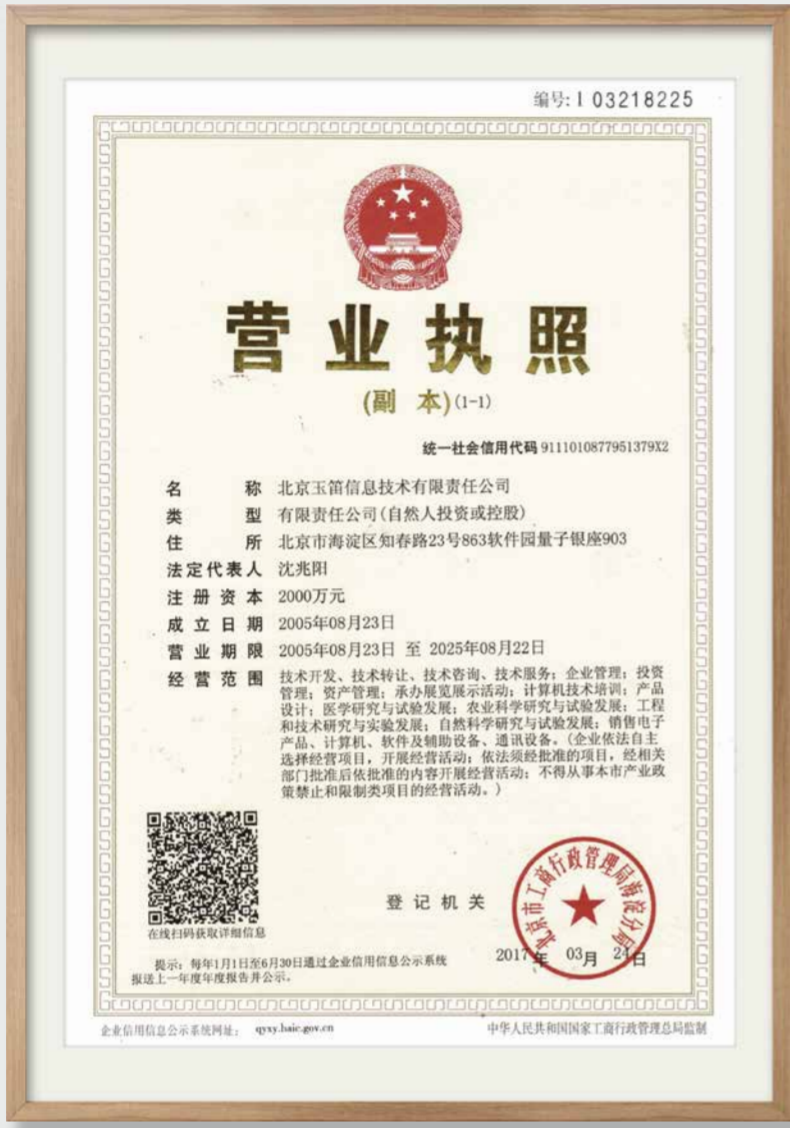 编号: I 03218225
营业执照
(副 本)(1-1)
统一社会信用代码 9111010877951379X2
名 称 北京玉笛信息技术有限责任公司
类 型 有限责任公司(自然人投资或控股)
住 所 北京市海淀区知春路23号863软件园量子银座903
法定代表人 沈兆阳
注册资本 2000万元
成立日期 2005年08月23日
营业期限 2005年08月23日 至 2025年08月22日
经营范围 技术开发、技术转让、技术咨询、技术服务；企业管理；投资
管理；资产管理；承办展览展示活动；计算机技术培训；产品
设计；医学研究与试验发展；农业科学研究与试验发展；工程
和技术研究与实验发展；自然科学研究与试验发展；销售电子
产品、计算机、软件及辅助设备、通讯设备。(企业依法自主
选择经营项目，开展经营活动；依法须经批准的项目，经相关
部门批准后依批准的内容开展经营活动；不得从事本市产业政
策禁止和限制类项目的经营活动。)
在线扫码获取详细信息
登记机关
北京市工商行政管理局海淀分局
2017年 03月 24日
提示：每年1月1日至6月30日通过企业信用信息公示系统
报送上一年度年度报告并公示。
企业信用信息公示系统网址： qyxy.baic.gov.cn
中华人民共和国国家工商行政管理总局监制